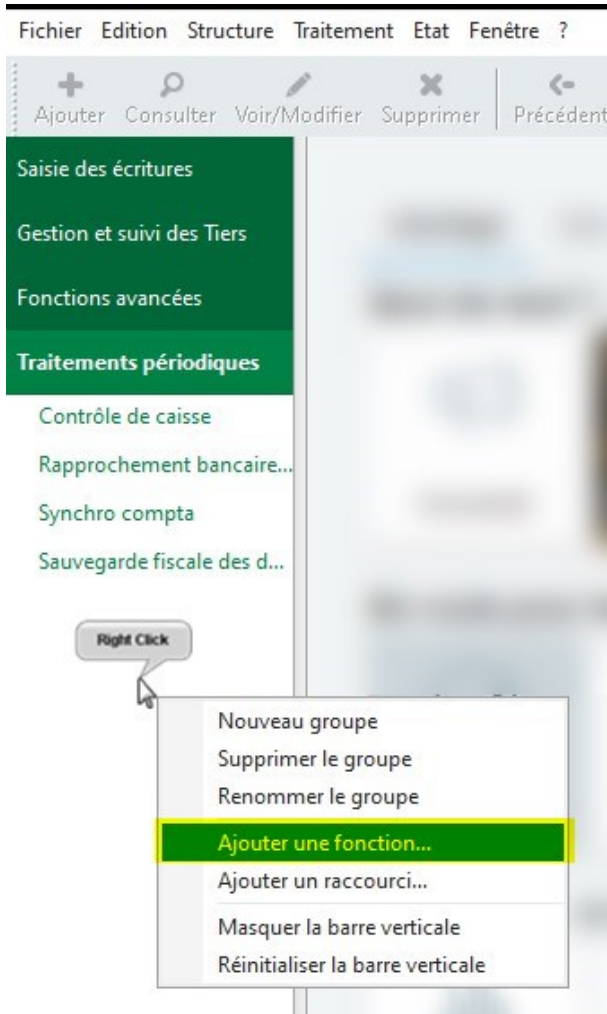 Fichier Edition Structure Traitement Etat Fenêtre ?
Ajouter Consulter Voir/Modifier Supprimer Précédent
Saisie des écritures
Gestion et suivi des Tiers
Fonctions avancées
Traitements périodiques
Contrôle de caisse
Rapprochement bancaire...
Synchro compta
Sauvegarde fiscale des d...
Right Click
Nouveau groupe
Supprimer le groupe
Renommer le groupe
Ajouter une fonction...
Ajouter un raccourci...
Masquer la barre verticale
Réinitialiser la barre verticale